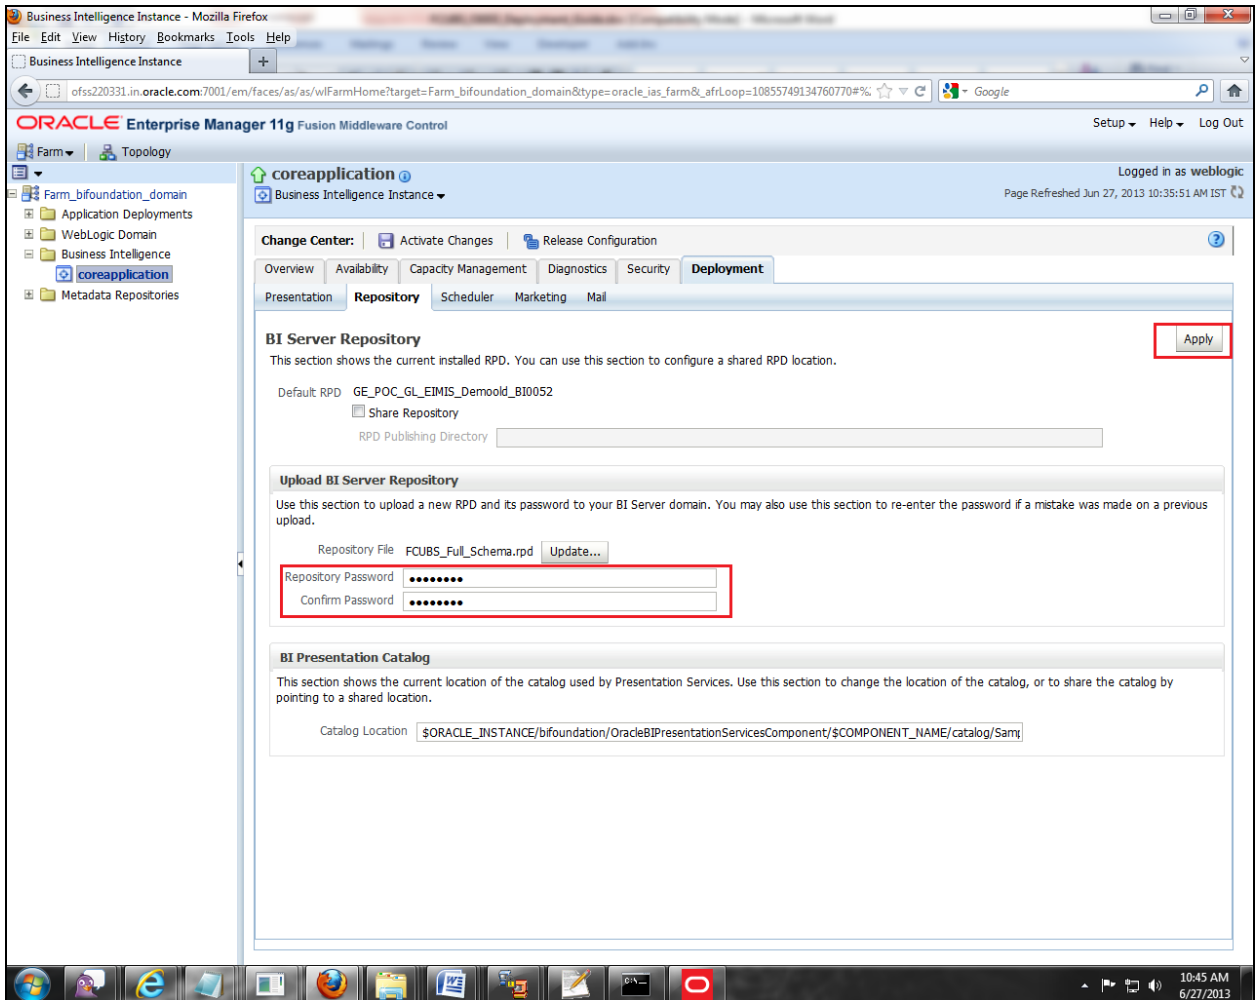 Business Intelligence Instance - Mozilla Firefox
File Edit View History Bookmarks Tools Help
Business Intelligence Instance +
ofss220331.in.oracle.com:7001/em/faces/as/as/wlFarmHome?target=Farm_bifoundation_domain&type=oracle_ias_farm&_afrLoop=10855749134760770#%
Google
ORACLE Enterprise Manager 11g Fusion Middleware Control
Setup Help Log Out
Farm Topology
Farm_bifoundation_domain
Application Deployments
WebLogic Domain
Business Intelligence
coreapplication
Metadata Repositories
coreapplication
Business Intelligence Instance
Logged in as weblogic
Page Refreshed Jun 27, 2013 10:35:51 AM IST
Change Center: Activate Changes Release Configuration
Overview Availability Capacity Management Diagnostics Security Deployment
Presentation Repository Scheduler Marketing Mail
BI Server Repository
Apply
This section shows the current installed RPD. You can use this section to configure a shared RPD location.
Default RPD GE_POC_GL_EIMIS_Demoold_BI0052
Share Repository
RPD Publishing Directory
Upload BI Server Repository
Use this section to upload a new RPD and its password to your BI Server domain. You may also use this section to re-enter the password if a mistake was made on a previous
upload.
Repository File FCUBS_Full_Schema.rpd Update...
Repository Password ••••••••
Confirm Password ••••••••
BI Presentation Catalog
This section shows the current location of the catalog used by Presentation Services. Use this section to change the location of the catalog, or to share the catalog by
pointing to a shared location.
Catalog Location $ORACLE_INSTANCE/bifoundation/OracleBIPresentationServicesComponent/$COMPONENT_NAME/catalog/Samp
10:45 AM
6/27/2013